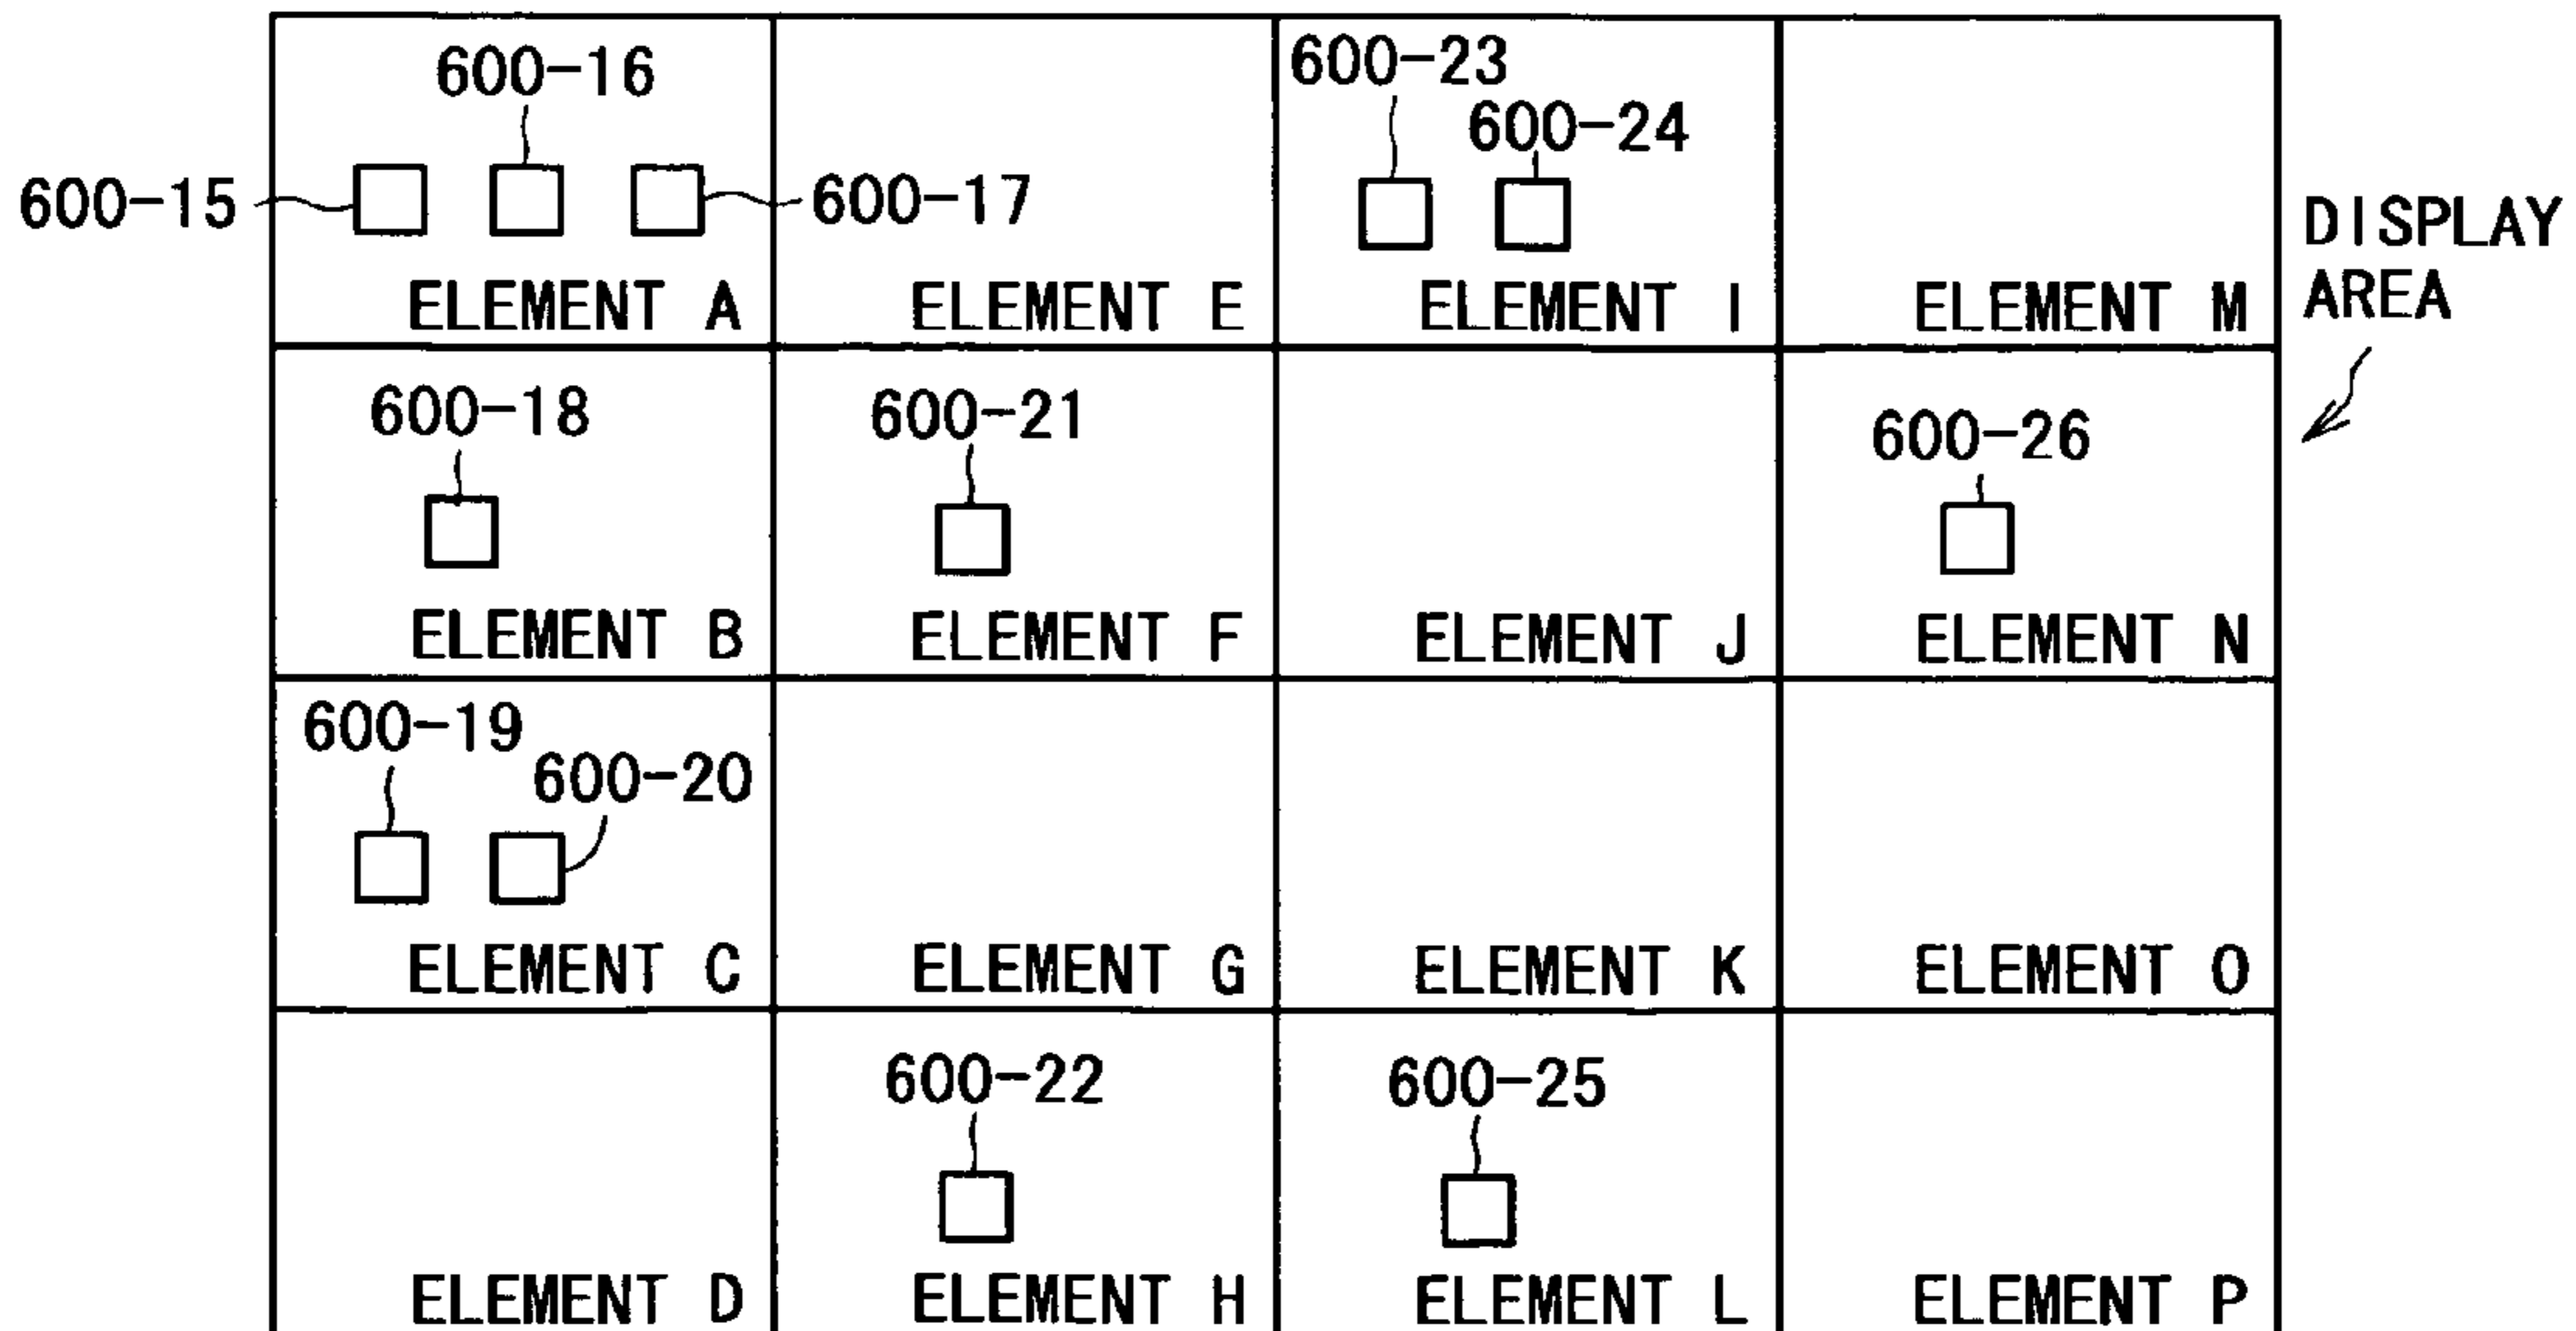 600-16
600-23
600-24
600-15
600-17
DISPLAY
AREA
ELEMENT A
ELEMENT E
ELEMENT I
ELEMENT M
600-18
600-21
600-26
ELEMENT B
ELEMENT F
ELEMENT J
ELEMENT N
600-19
600-20
ELEMENT C
ELEMENT G
ELEMENT K
ELEMENT O
600-22
600-25
ELEMENT D
ELEMENT H
ELEMENT L
ELEMENT P